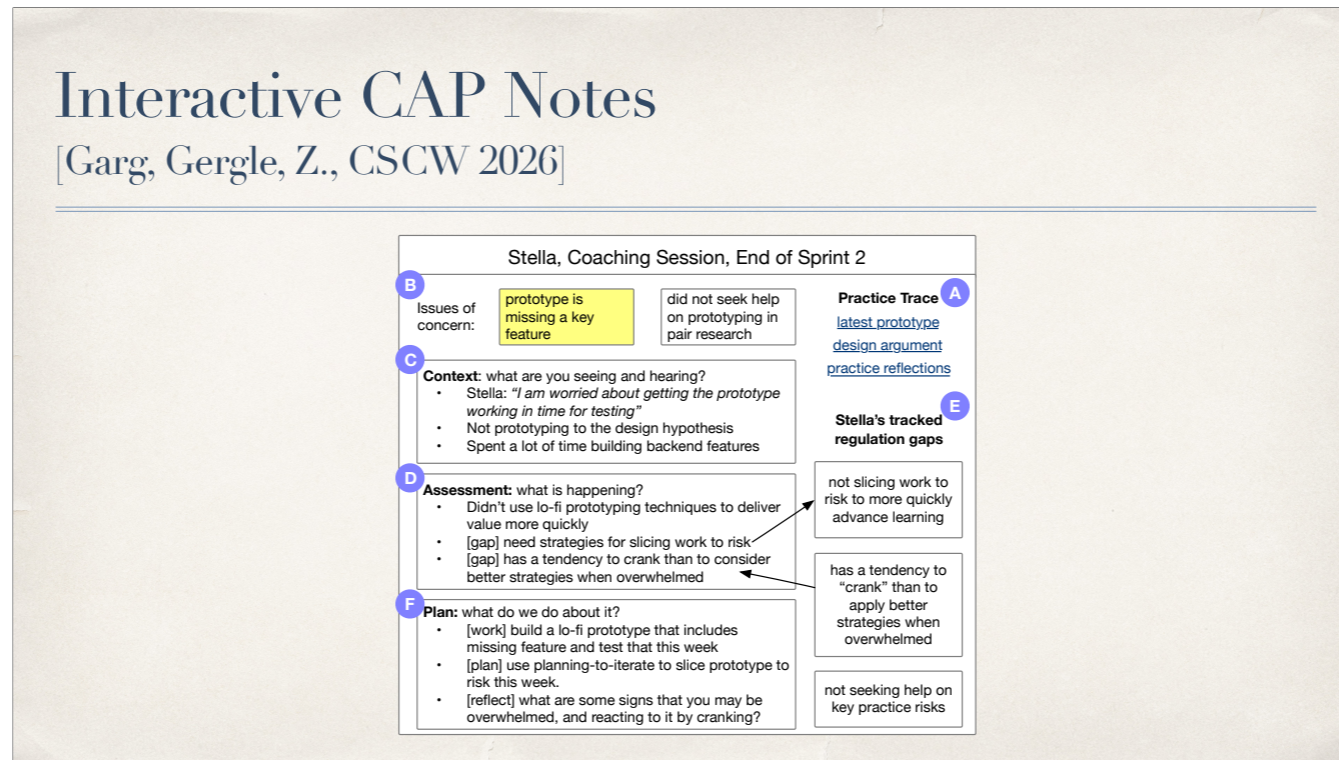 Interactive CAP Notes
[Garg, Gergle, Z., CSCW 2026]
Stella, Coaching Session, End of Sprint 2
B
Issues of
concern:
prototype is
missing a key
feature
did not seek help
on prototyping in
pair research
A
Practice Trace
latest prototype
design argument
practice reflections
C
Context: what are you seeing and hearing?
• Stella: “I am worried about getting the prototype
working in time for testing”
• Not prototyping to the design hypothesis
• Spent a lot of time building backend features
D
Assessment: what is happening?
• Didn’t use lo-fi prototyping techniques to deliver
value more quickly
• [gap] need strategies for slicing work to risk
• [gap] has a tendency to crank than to consider
better strategies when overwhelmed
E
Stella’s tracked
regulation gaps
not slicing work to
risk to more quickly
advance learning
has a tendency to
“crank” than to
apply better
strategies when
overwhelmed
not seeking help on
key practice risks
F
Plan: what do we do about it?
• [work] build a lo-fi prototype that includes
missing feature and test that this week
• [plan] use planning-to-iterate to slice prototype to
risk this week.
• [reflect] what are some signs that you may be
overwhelmed, and reacting to it by cranking?